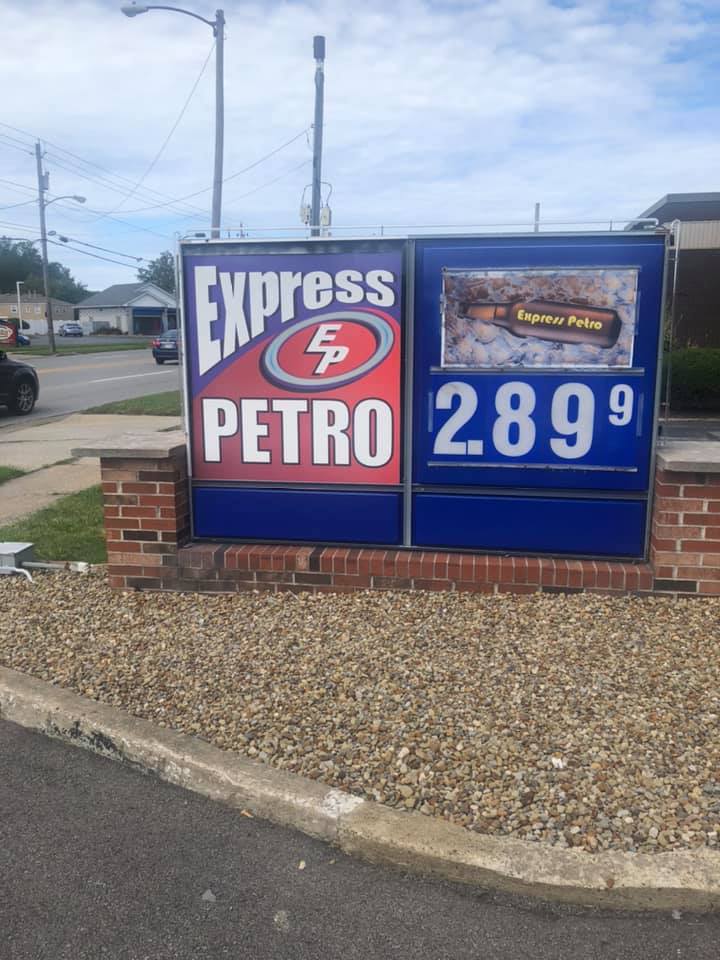 Express
EP
PETRO
Express Petro
2.89 9